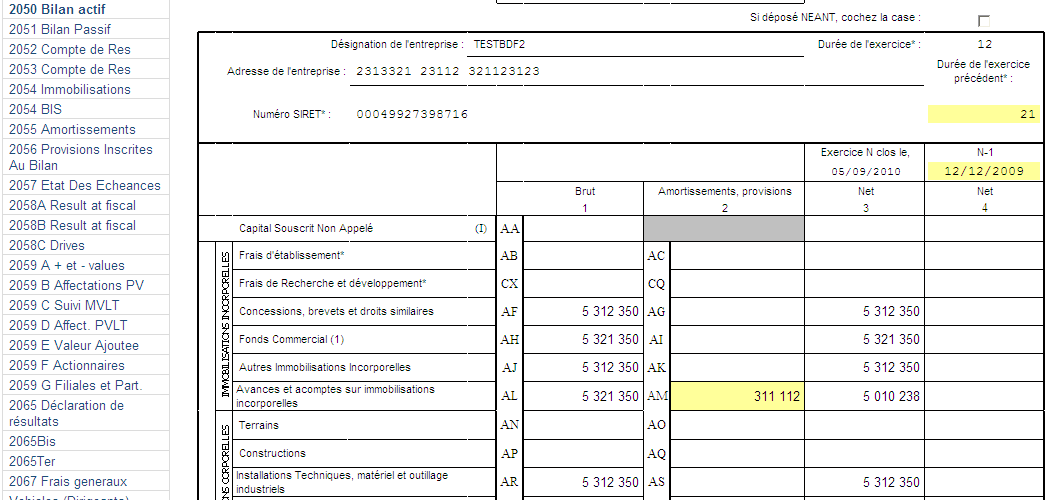 2050 Bilan actif
2051 Bilan Passif
2052 Compte de Res
2053 Compte de Res
2054 Immobilisations
2054 BIS
2055 Amortissements
2056 Provisions Inscrites
Au Bilan
2057 Etat Des Echeances
2058A Result at fiscal
2058B Result at fiscal
2058C Drives
2059 A + et - values
2059 B Affectations PV
2059 C Suivi MVLT
2059 D Affect. PVLT
2059 E Valeur Ajoutee
2059 F Actionnaires
2059 G Filiales et Part.
2065 Déclaration de
résultats
2065Bis
2065Ter
2067 Frais generaux
Si déposé NEANT, cochez la case :
Désignation de l'entreprise : TESTBDF2 Durée de l'exercice* : 12
Adresse de l'entreprise : 2313321 23112 321123123
Durée de l'exercice
précédent* :
Numéro SIRET* : 00049927398716
21
Exercice N clos le, N-1
05/09/2010 12/12/2009
Brut Amortissements, provisions Net Net
1 2 3 4
Capital Souscrit Non Appelé (I) AA
IMMOBILISATIONS INCORPORELLES
Frais d'établissement* AB AC
Frais de Recherche et développement* CX CQ
Concessions, brevets et droits similaires AF 5 312 350 AG 5 312 350
Fonds Commercial (1) AH 5 321 350 AI 5 321 350
Autres Immobilisations Incorporelles AJ 5 312 350 AK 5 312 350
Avances et acomptes sur immobilisations
incorporelles AL 5 321 350 AM 311 112 5 010 238
NS CORPORELLES
Terrains AN AO
Constructions AP AQ
Installations Techniques, matériel et outillage
industriels AR 5 312 350 AS 5 312 350